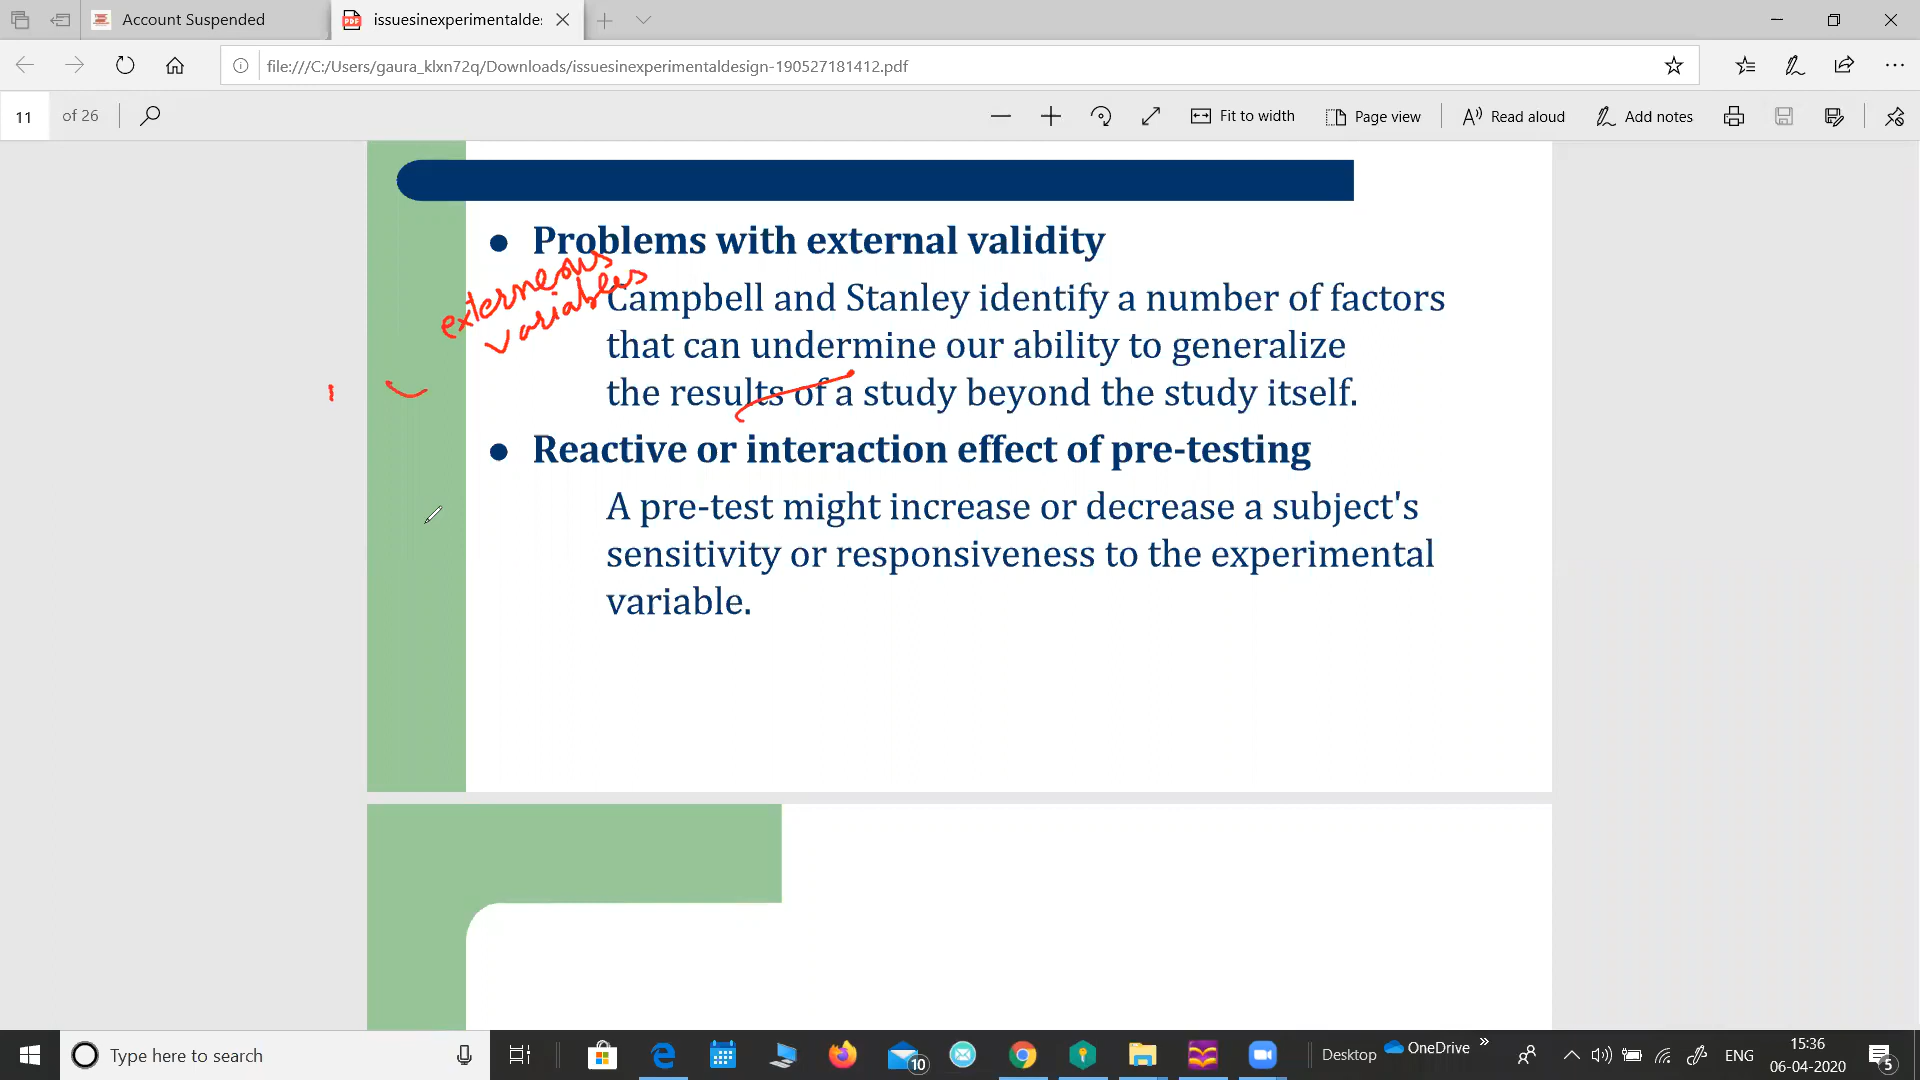 Account Suspended
issuesinexperimentaldes
file:///C:/Users/gaura_klxn72q/Downloads/issuesinexperimentaldesign-190527181412.pdf
11 of 26
Fit to width
Page view
Read aloud
Add notes
Problems with external validity
externeous
variables
Campbell and Stanley identify a number of factors
that can undermine our ability to generalize
the results of a study beyond the study itself.
Reactive or interaction effect of pre-testing
A pre-test might increase or decrease a subject's
sensitivity or responsiveness to the experimental
variable.
Type here to search
10
Desktop
OneDrive
ENG
15:36
06-04-2020
5